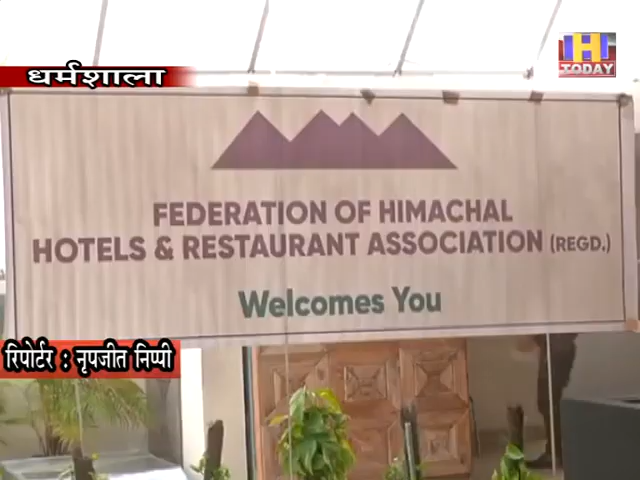 धर्मशाला
H
TODAY
FEDERATION OF HIMACHAL
HOTELS & RESTAURANT ASSOCIATION (REGD.)
Welcomes You
रिपोर्टर : नृपजीत निप्पी